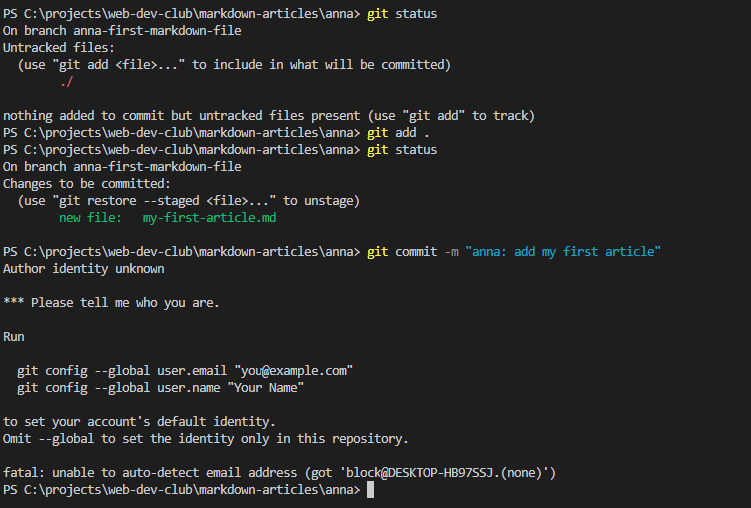 PS C:\projects\web-dev-club\markdown-articles\anna> git status
On branch anna-first-markdown-file
Untracked files:
  (use "git add <file>..." to include in what will be committed)
        ./

nothing added to commit but untracked files present (use "git add" to track)
PS C:\projects\web-dev-club\markdown-articles\anna> git add .
PS C:\projects\web-dev-club\markdown-articles\anna> git status
On branch anna-first-markdown-file
Changes to be committed:
  (use "git restore --staged <file>..." to unstage)
        new file:   my-first-article.md

PS C:\projects\web-dev-club\markdown-articles\anna> git commit -m "anna: add my first article"
Author identity unknown

*** Please tell me who you are.

Run

  git config --global user.email "you@example.com"
  git config --global user.name "Your Name"

to set your account's default identity.
Omit --global to set the identity only in this repository.

fatal: unable to auto-detect email address (got 'block@DESKTOP-HB97SSJ.(none)')
PS C:\projects\web-dev-club\markdown-articles\anna>